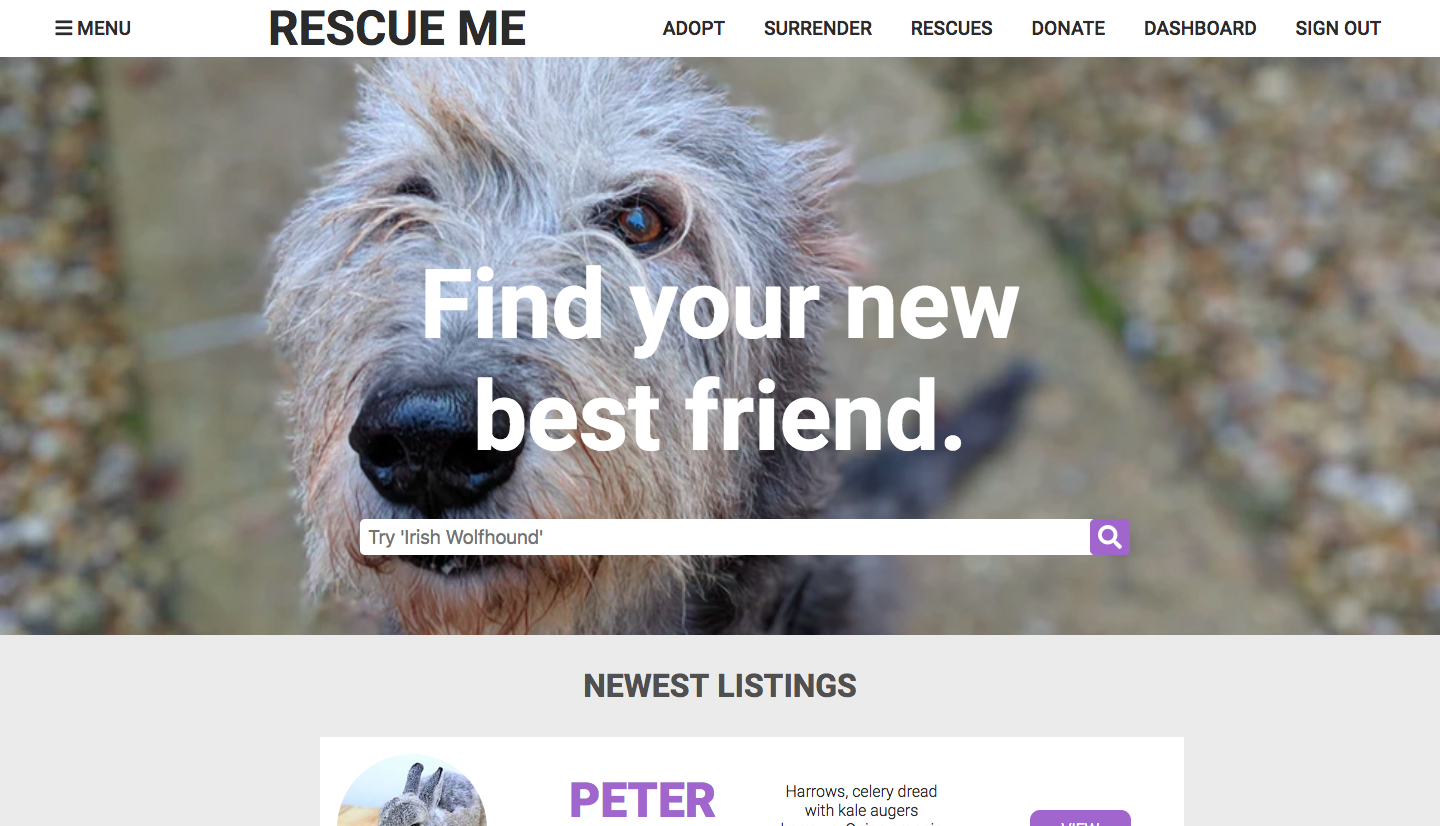 MENU
RESCUE ME
ADOPT
SURRENDER
RESCUES
DONATE
DASHBOARD
SIGN OUT
Find your new
best friend.
Try 'Irish Wolfhound'
NEWEST LISTINGS
PETER
Harrows, celery dread
with kale augers
VIEW